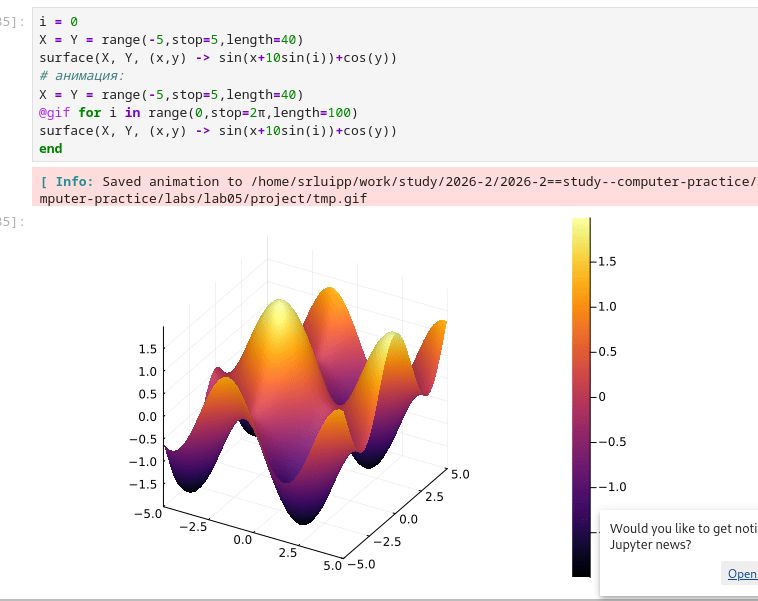 35]:
i = 0
X = Y = range(-5,stop=5,length=40)
surface(X, Y, (x,y) -> sin(x+10sin(i))+cos(y))
# анимация:
X = Y = range(-5,stop=5,length=40)
@gif for i in range(0,stop=2π,length=100)
surface(X, Y, (x,y) -> sin(x+10sin(i))+cos(y))
end
[ Info: Saved animation to /home/srluipp/work/study/2026-2/2026-2==study--computer-practice/
mputer-practice/labs/lab05/project/tmp.gif
35]:
1.5
1.0
0.5
0.0
-0.5
-1.0
-1.5
-5.0
-2.5
0.0
2.5
5.0
-5.0
-2.5
0.0
2.5
5.0
1.5
1.0
0.5
0
-0.5
-1.0
Would you like to get noti
Jupyter news?
Open